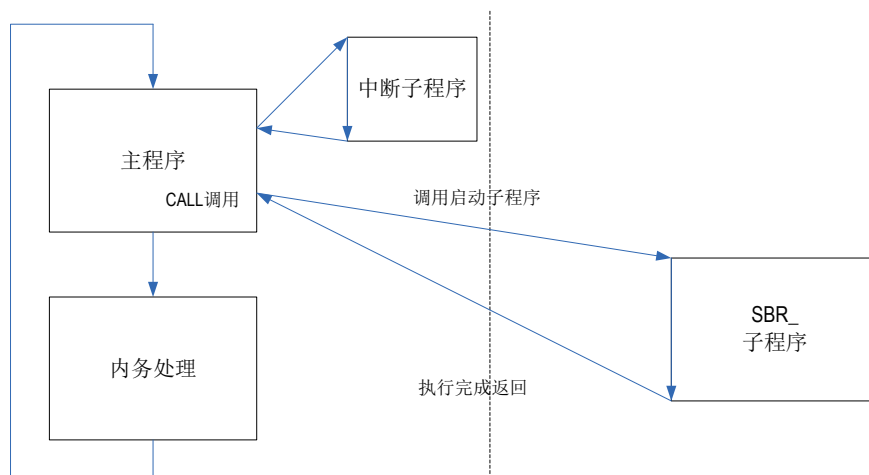 中断子程序
主程序
CALL调用
调用启动子程序
SBR_
子程序
内务处理
执行完成返回